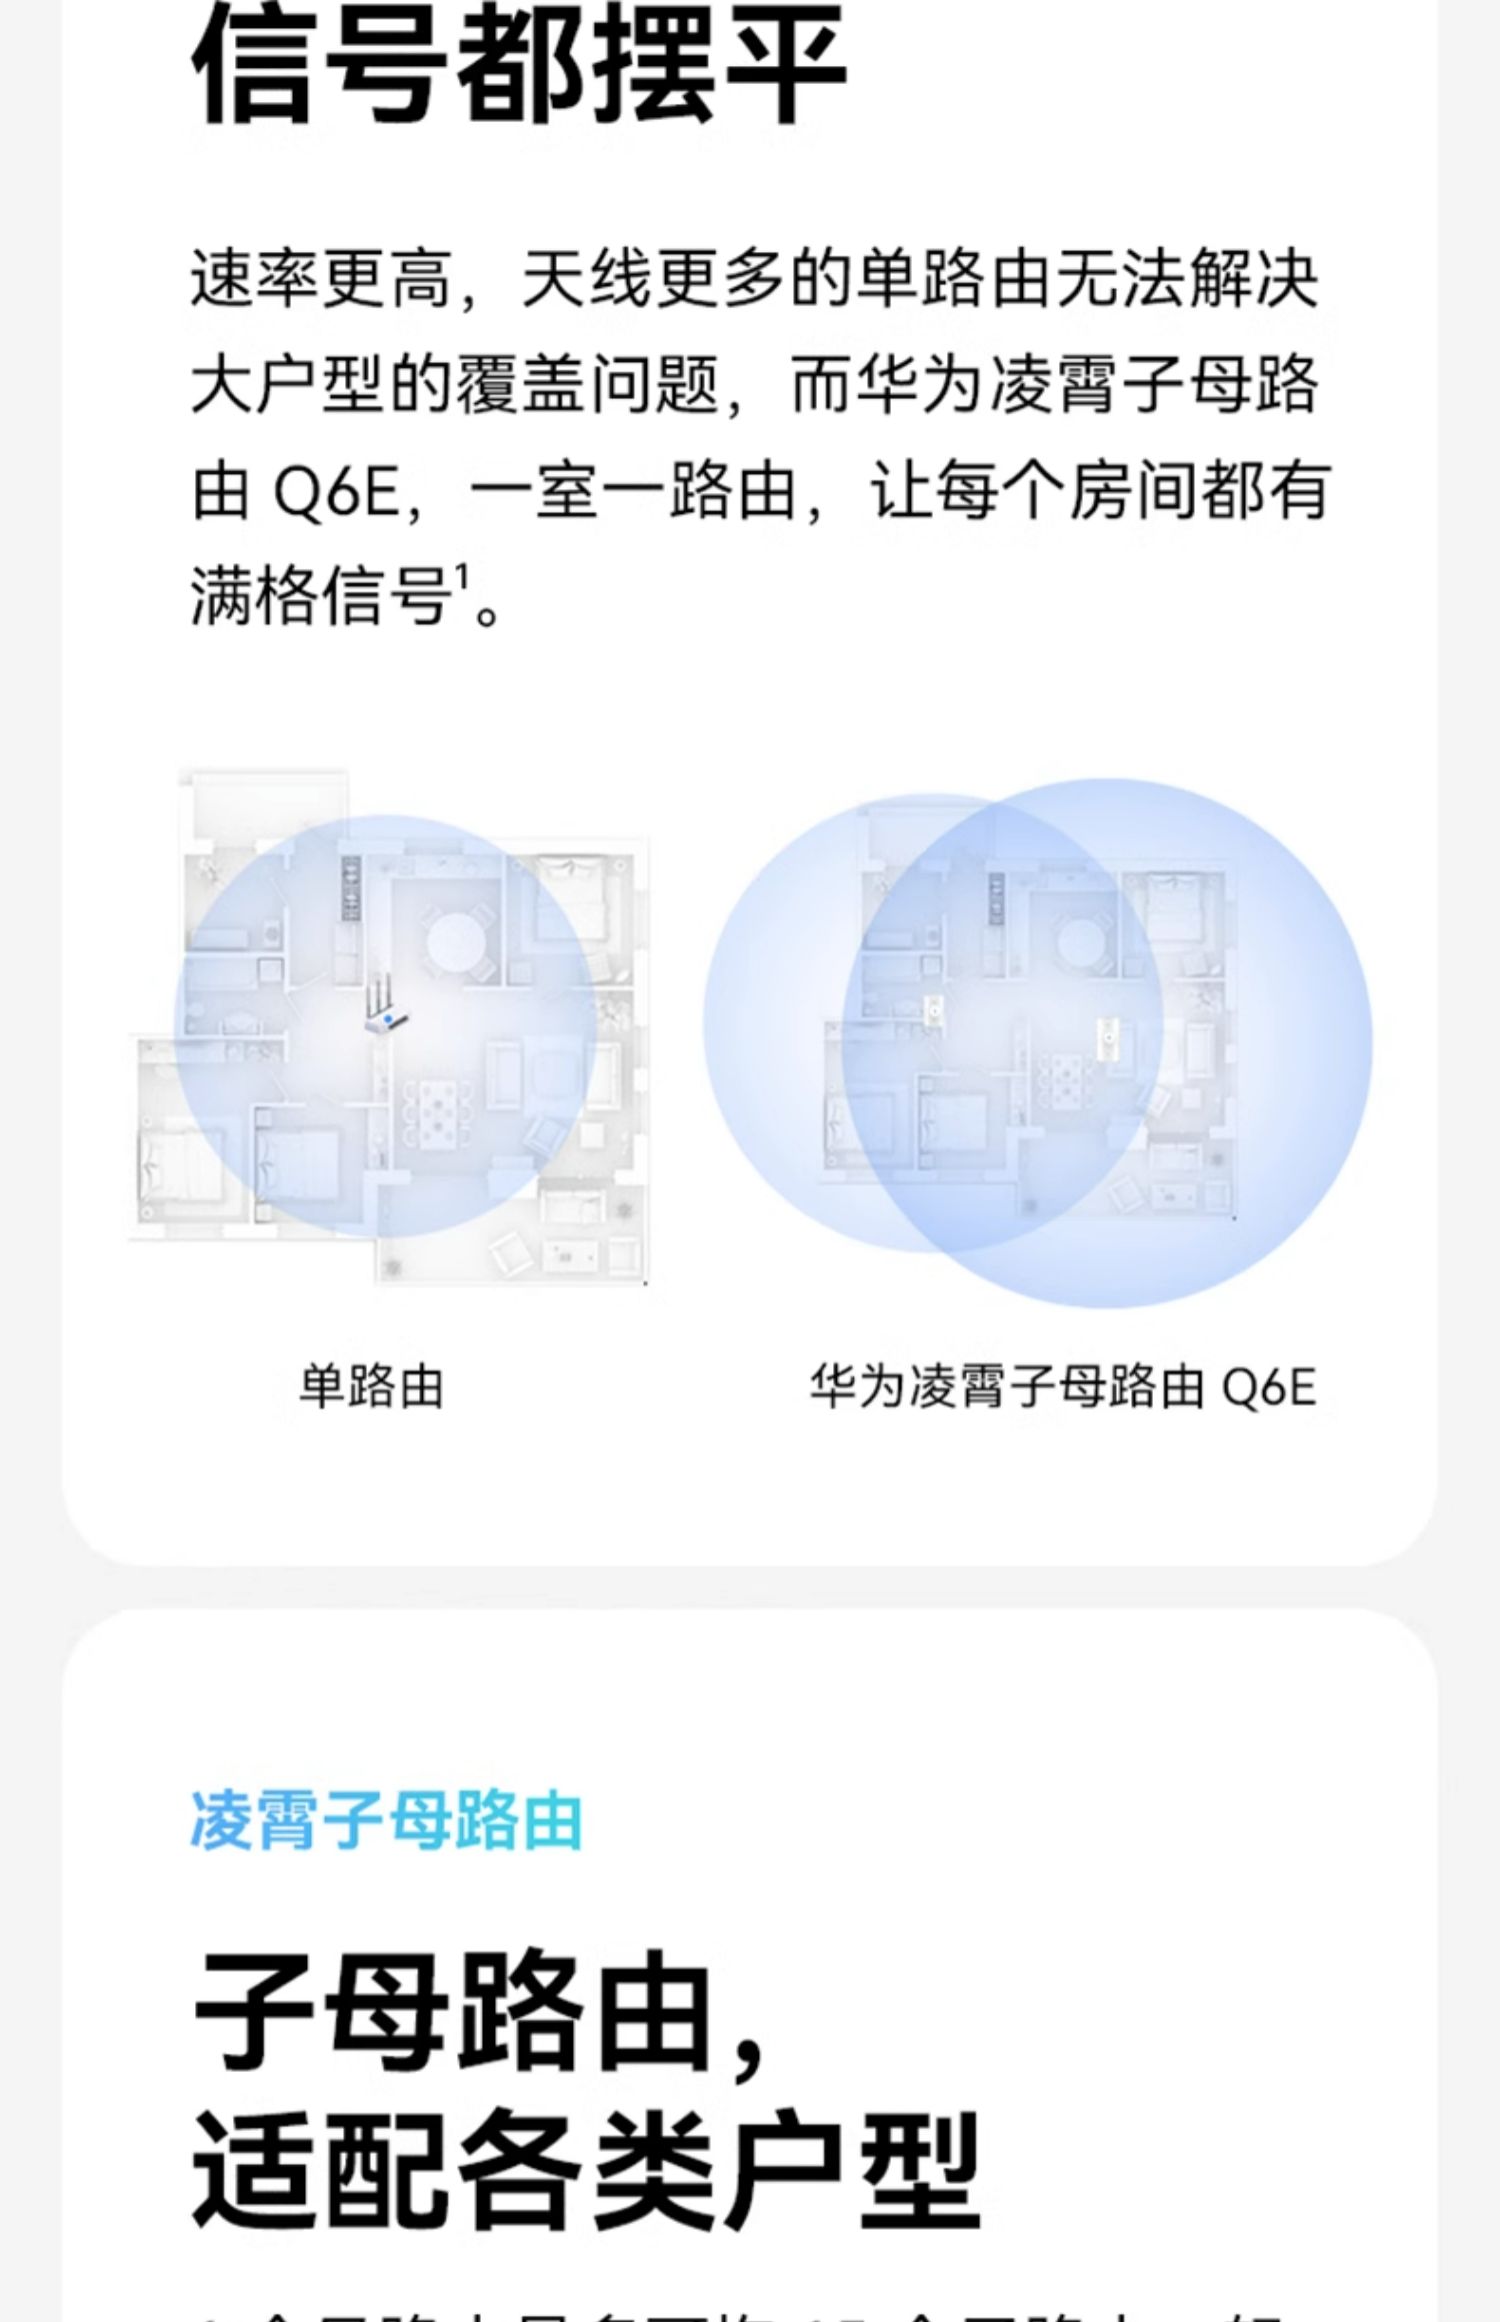 信号都摆平
速率更高，天线更多的单路由无法解决
大户型的覆盖问题，而华为凌霄子母路
由 Q6E，一室一路由，让每个房间都有
满格信号¹。
单路由
华为凌霄子母路由 Q6E
凌霄子母路由
子母路由，
适配各类户型